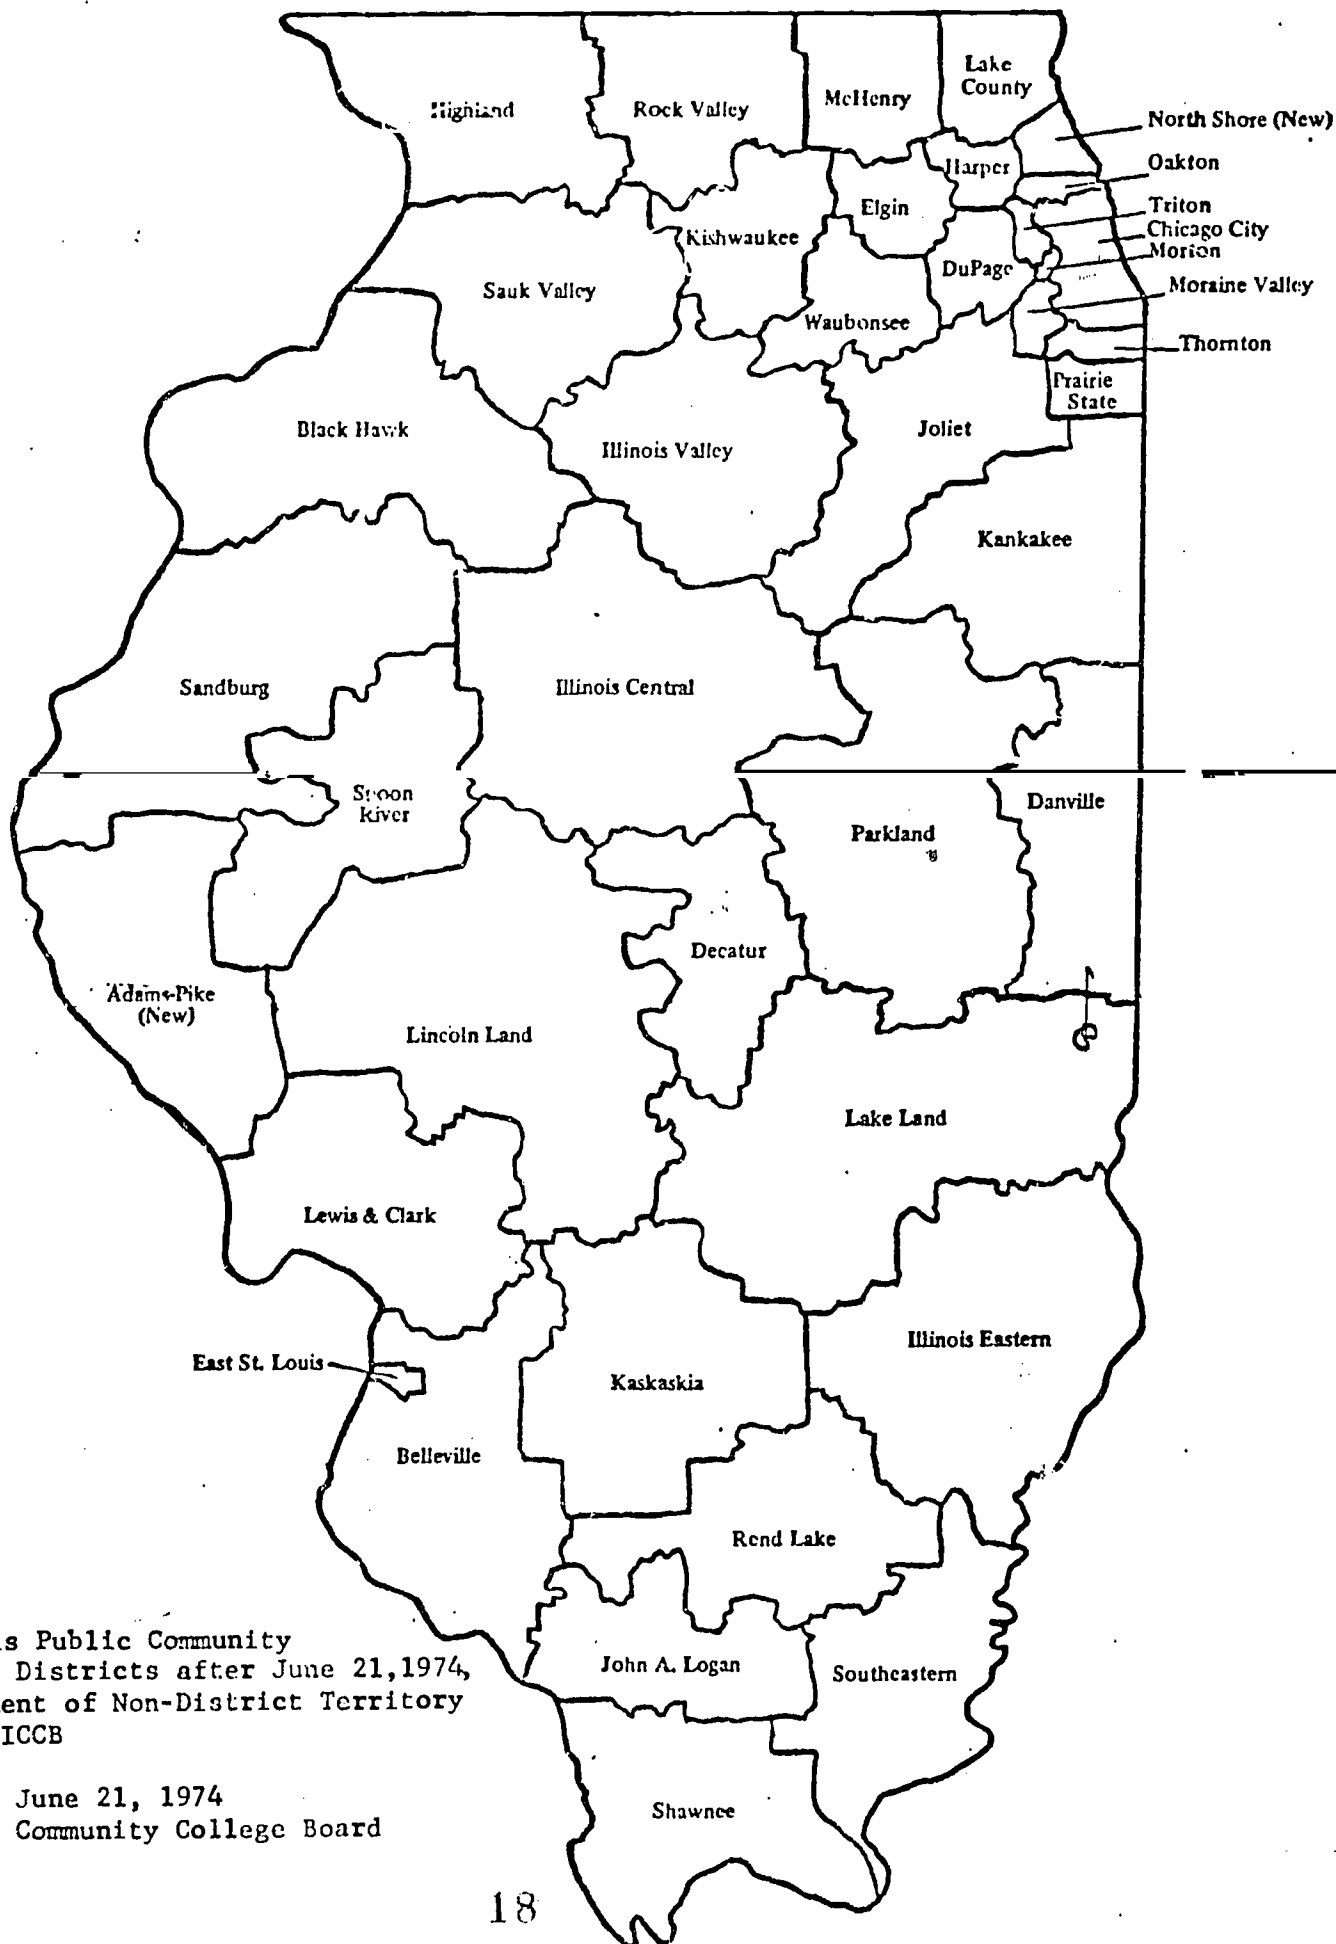 Highland
Rock Valley
McHenry
Lake
County
North Shore (New)
Harper
Oakton
Elgin
Triton
Kishwaukee
Chicago City
Morton
DuPage
Sauk Valley
Moraine Valley
Waubonsee
Thornton
Prairie
State
Black Hawk
Illinois Valley
Joliet
Kankakee
Sandburg
Illinois Central
Spoon
River
Danville
Parkland
Decatur
Adams-Pike
(New)
Lincoln Land
Lake Land
Lewis & Clark
Illinois Eastern
East St. Louis
Kaskaskia
Belleville
Rend Lake
John A. Logan
Southeastern
Shawnee
is Public Community
Districts after June 21,1974,
ent of Non-District Territory
ICCB
June 21, 1974
Community College Board
18